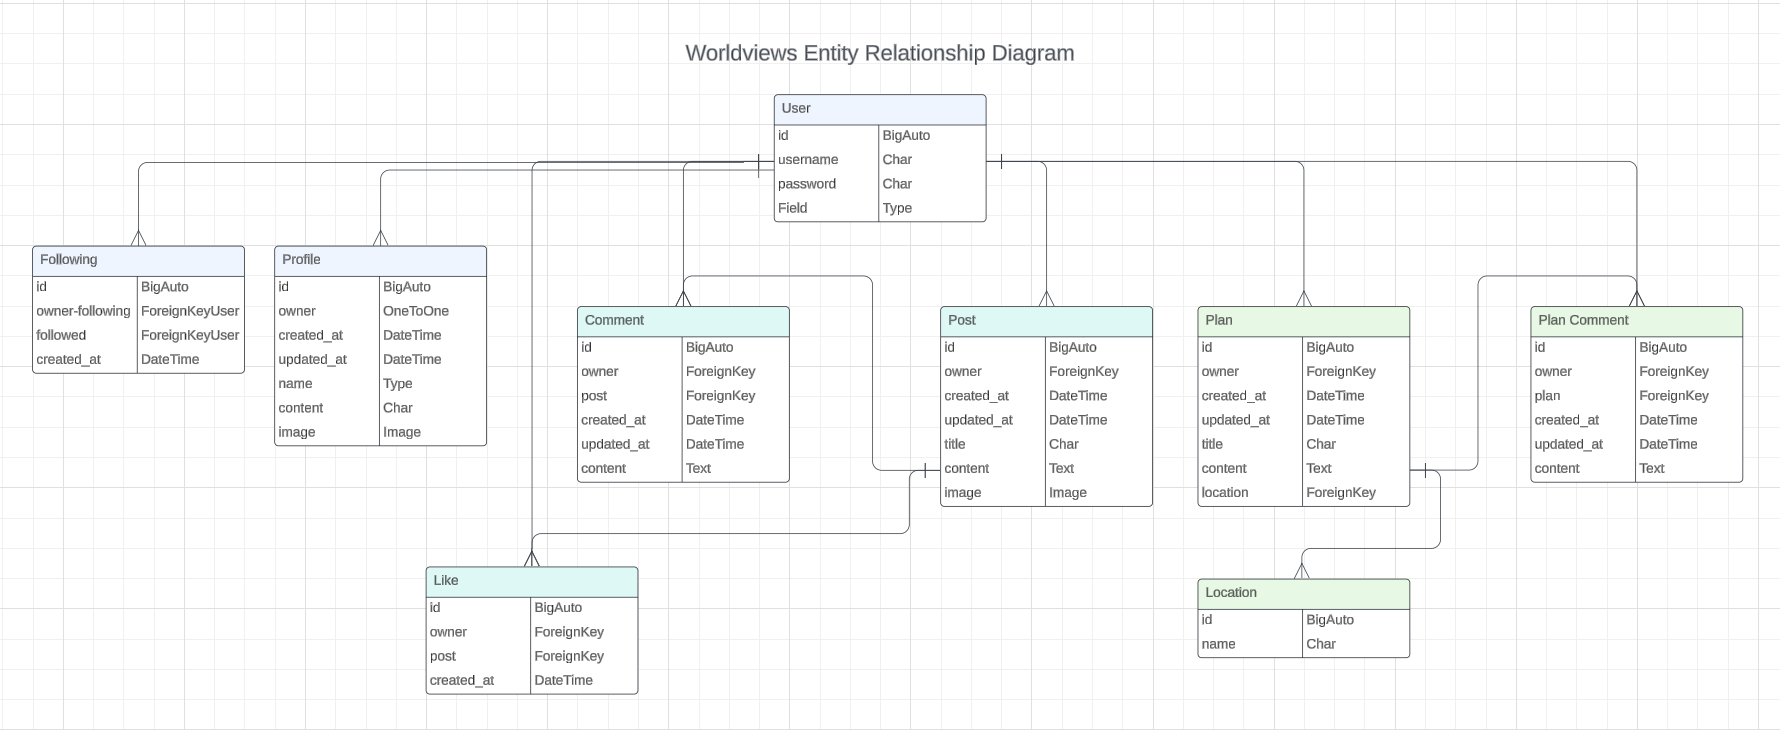 Worldviews Entity Relationship Diagram
User
id BigAuto
username Char
password Char
Field Type
Following
id BigAuto
owner-following ForeignKeyUser
followed ForeignKeyUser
created_at DateTime
Profile
id BigAuto
owner OneToOne
created_at DateTime
updated_at DateTime
name Type
content Char
image Image
Comment
id BigAuto
owner ForeignKey
post ForeignKey
created_at DateTime
updated_at DateTime
content Text
Post
id BigAuto
owner ForeignKey
created_at DateTime
updated_at DateTime
title Char
content Text
image Image
Plan
id BigAuto
owner ForeignKey
created_at DateTime
updated_at DateTime
title Char
content Text
location ForeignKey
Plan Comment
id BigAuto
owner ForeignKey
plan ForeignKey
created_at DateTime
updated_at DateTime
content Text
Like
id BigAuto
owner ForeignKey
post ForeignKey
created_at DateTime
Location
id BigAuto
name Char